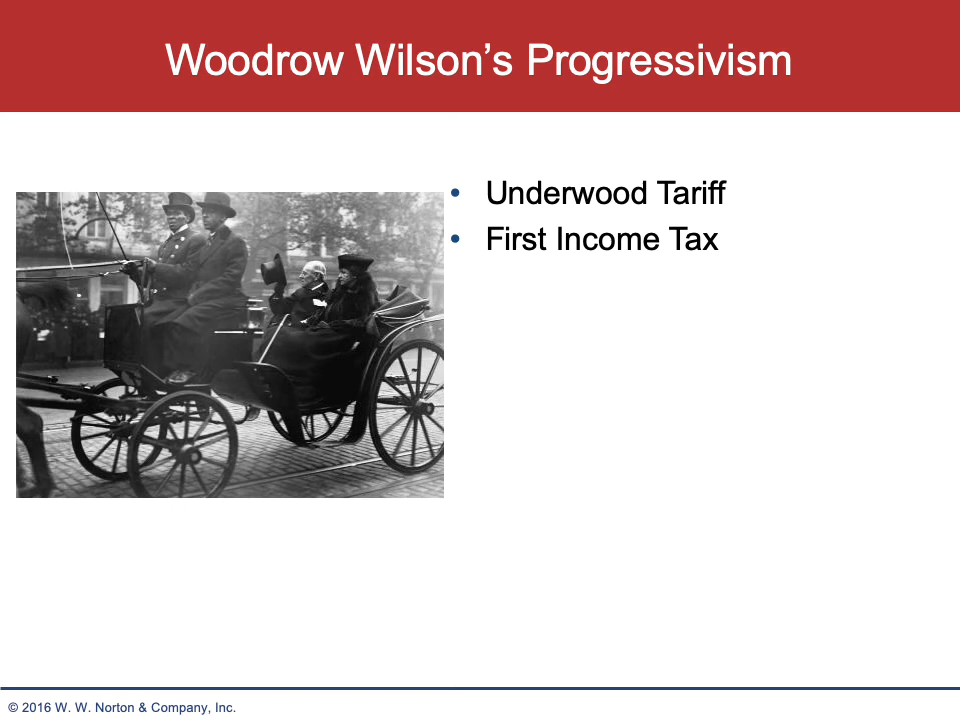 Woodrow Wilson’s Progressivism
• Underwood Tariff
• First Income Tax
© 2016 W. W. Norton & Company, Inc.